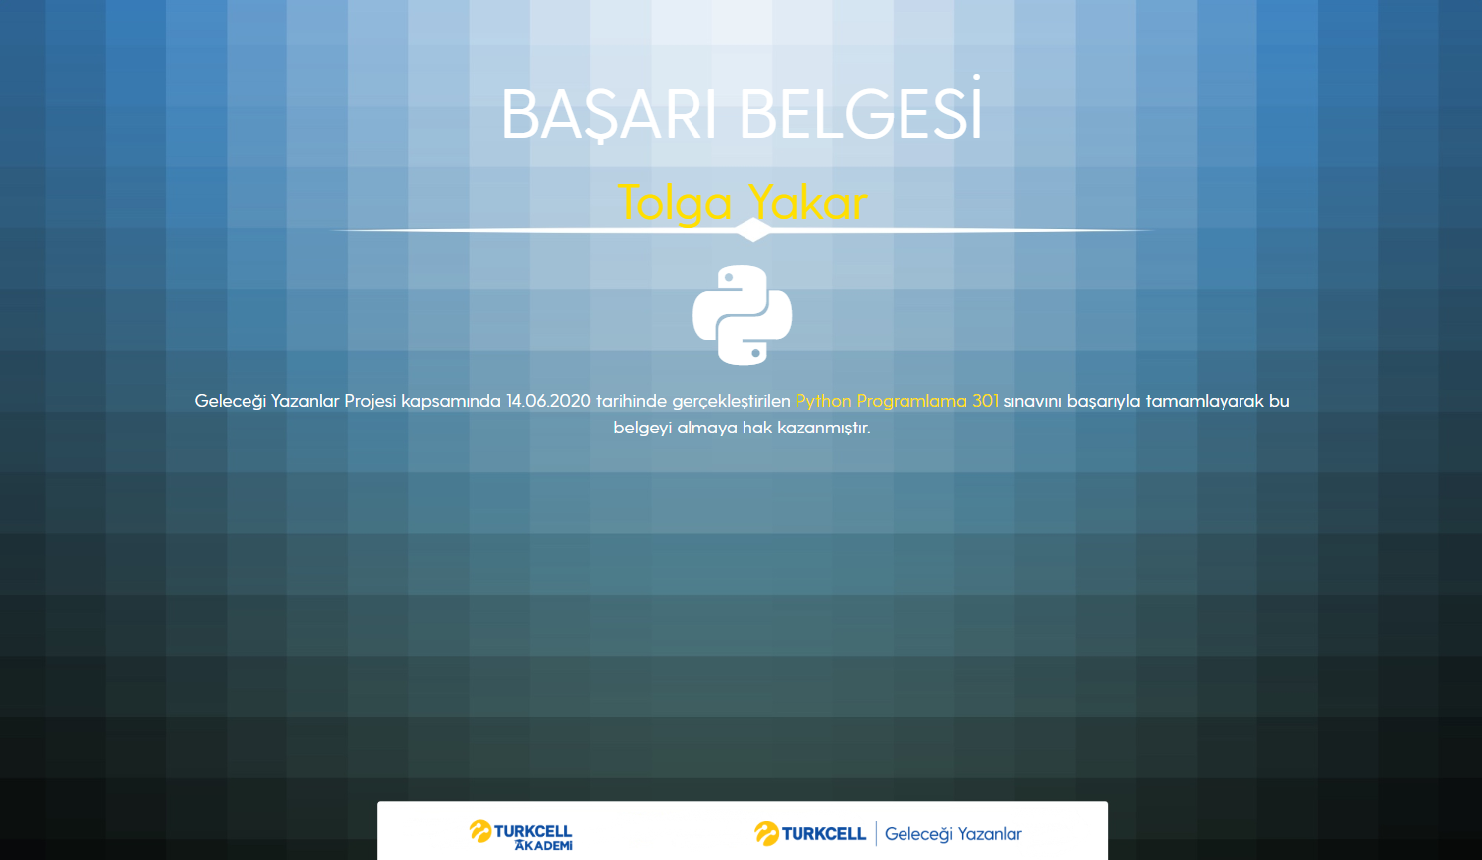 BAŞARI BELGESİ
Tolga Yakar
Geleceği Yazanlar Projesi kapsamında 14.06.2020 tarihinde gerçekleştirilen Python Programlama 301 sınavını başarıyla tamamlayarak bu
belgeyi almaya hak kazanmıştır.
TURKCELL
AKADEMİ
TURKCELL Geleceği Yazanlar